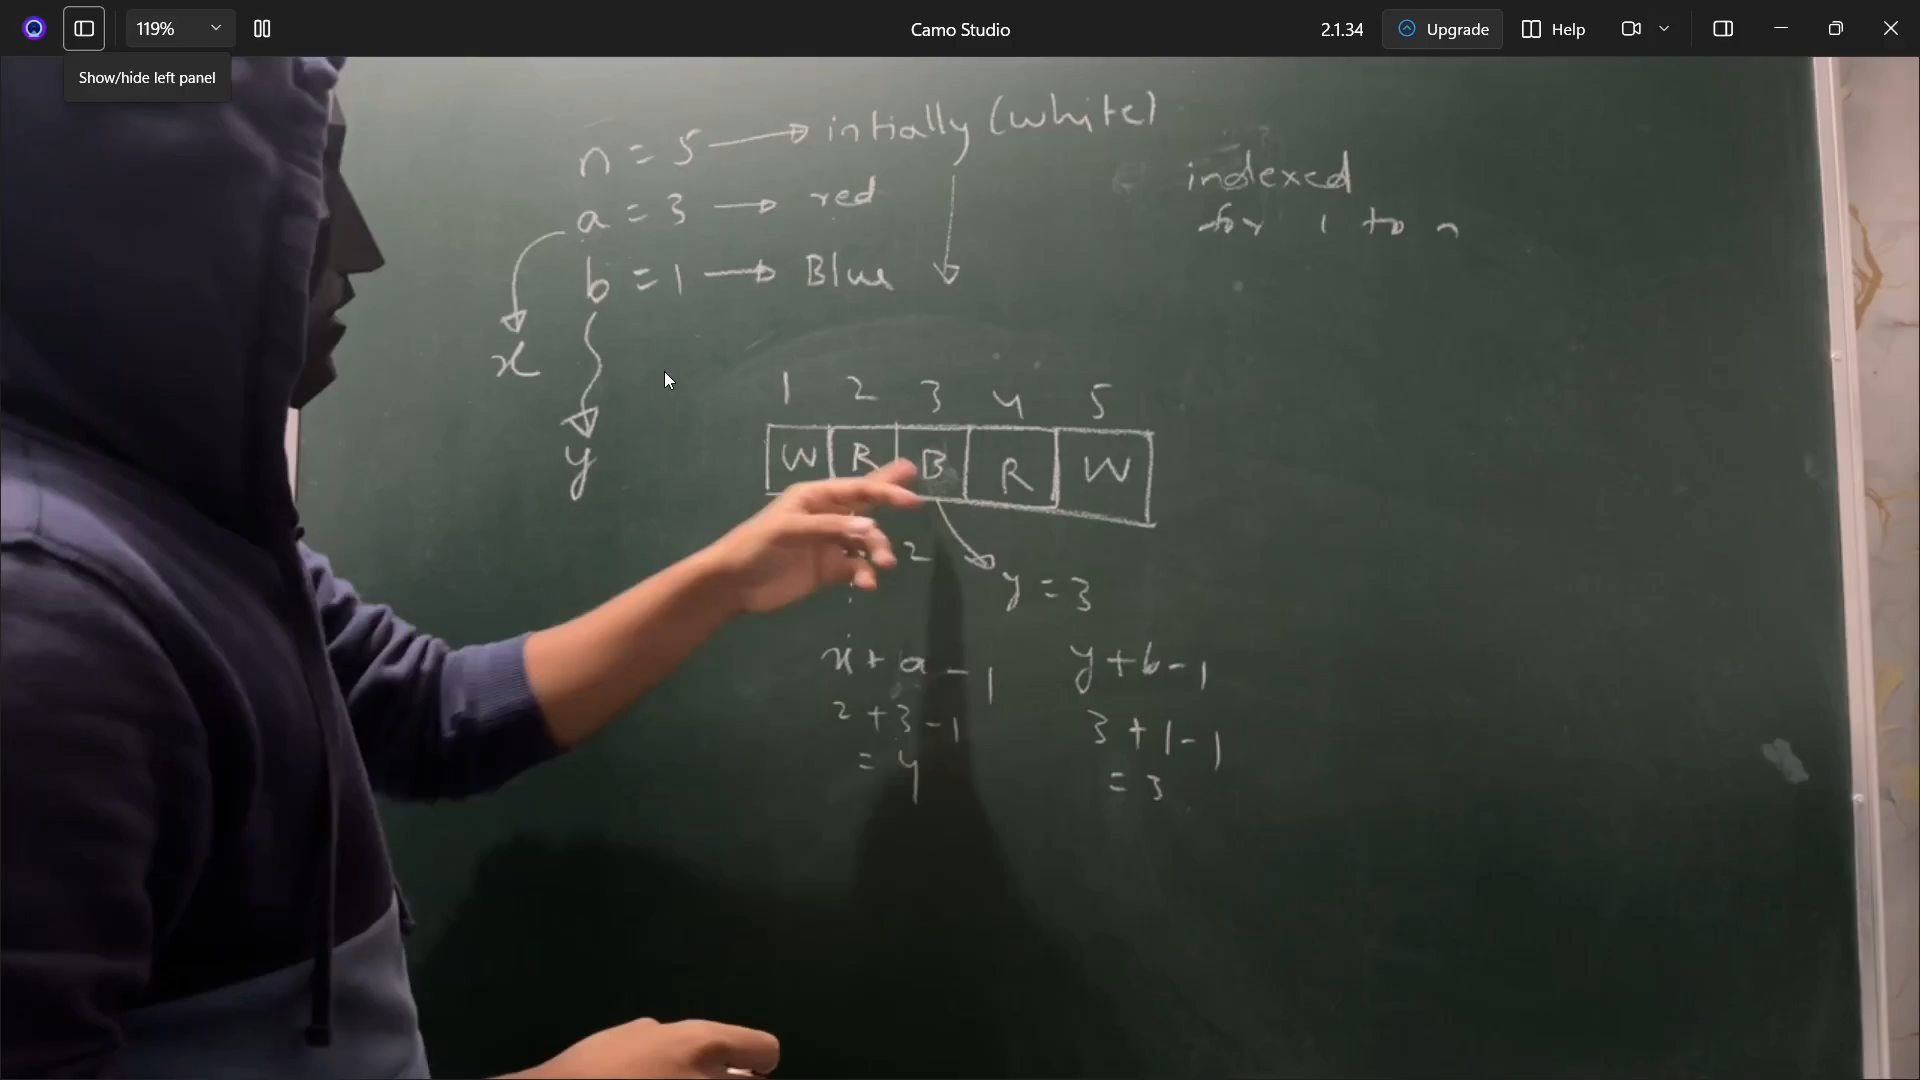 119%
Camo Studio
2.1.34
Upgrade
Help
Show/hide left panel
n = 5 → intially (white)
a = 3 → red
b = 1 → Blue
x
y
indexed
for 1 to n
1 2 3 4 5
W R B R W
2
y = 3
x + a - 1
2 + 3 - 1
= 4
y + b - 1
3 + 1 - 1
= 3